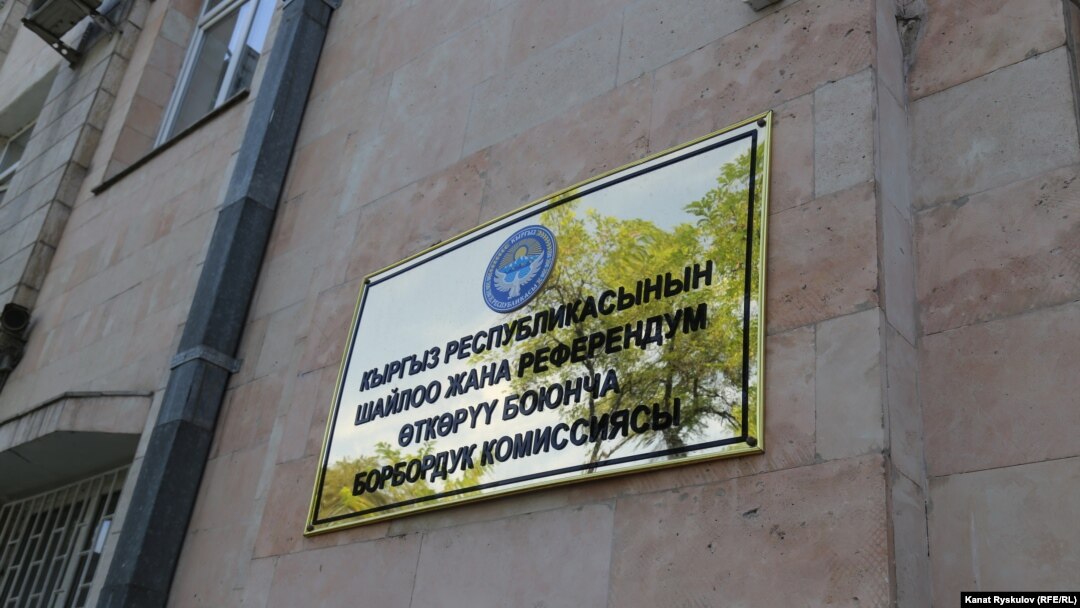 КЫРГЫЗ РЕСПУБЛИКАСЫНЫН
ШАЙЛОО ЖАНА РЕФЕРЕНДУМ
ӨТКӨРҮҮ БОЮНЧА
БОРБОРДУК КОМИССИЯСЫ
Kanat Ryskulov (RFE/RL)